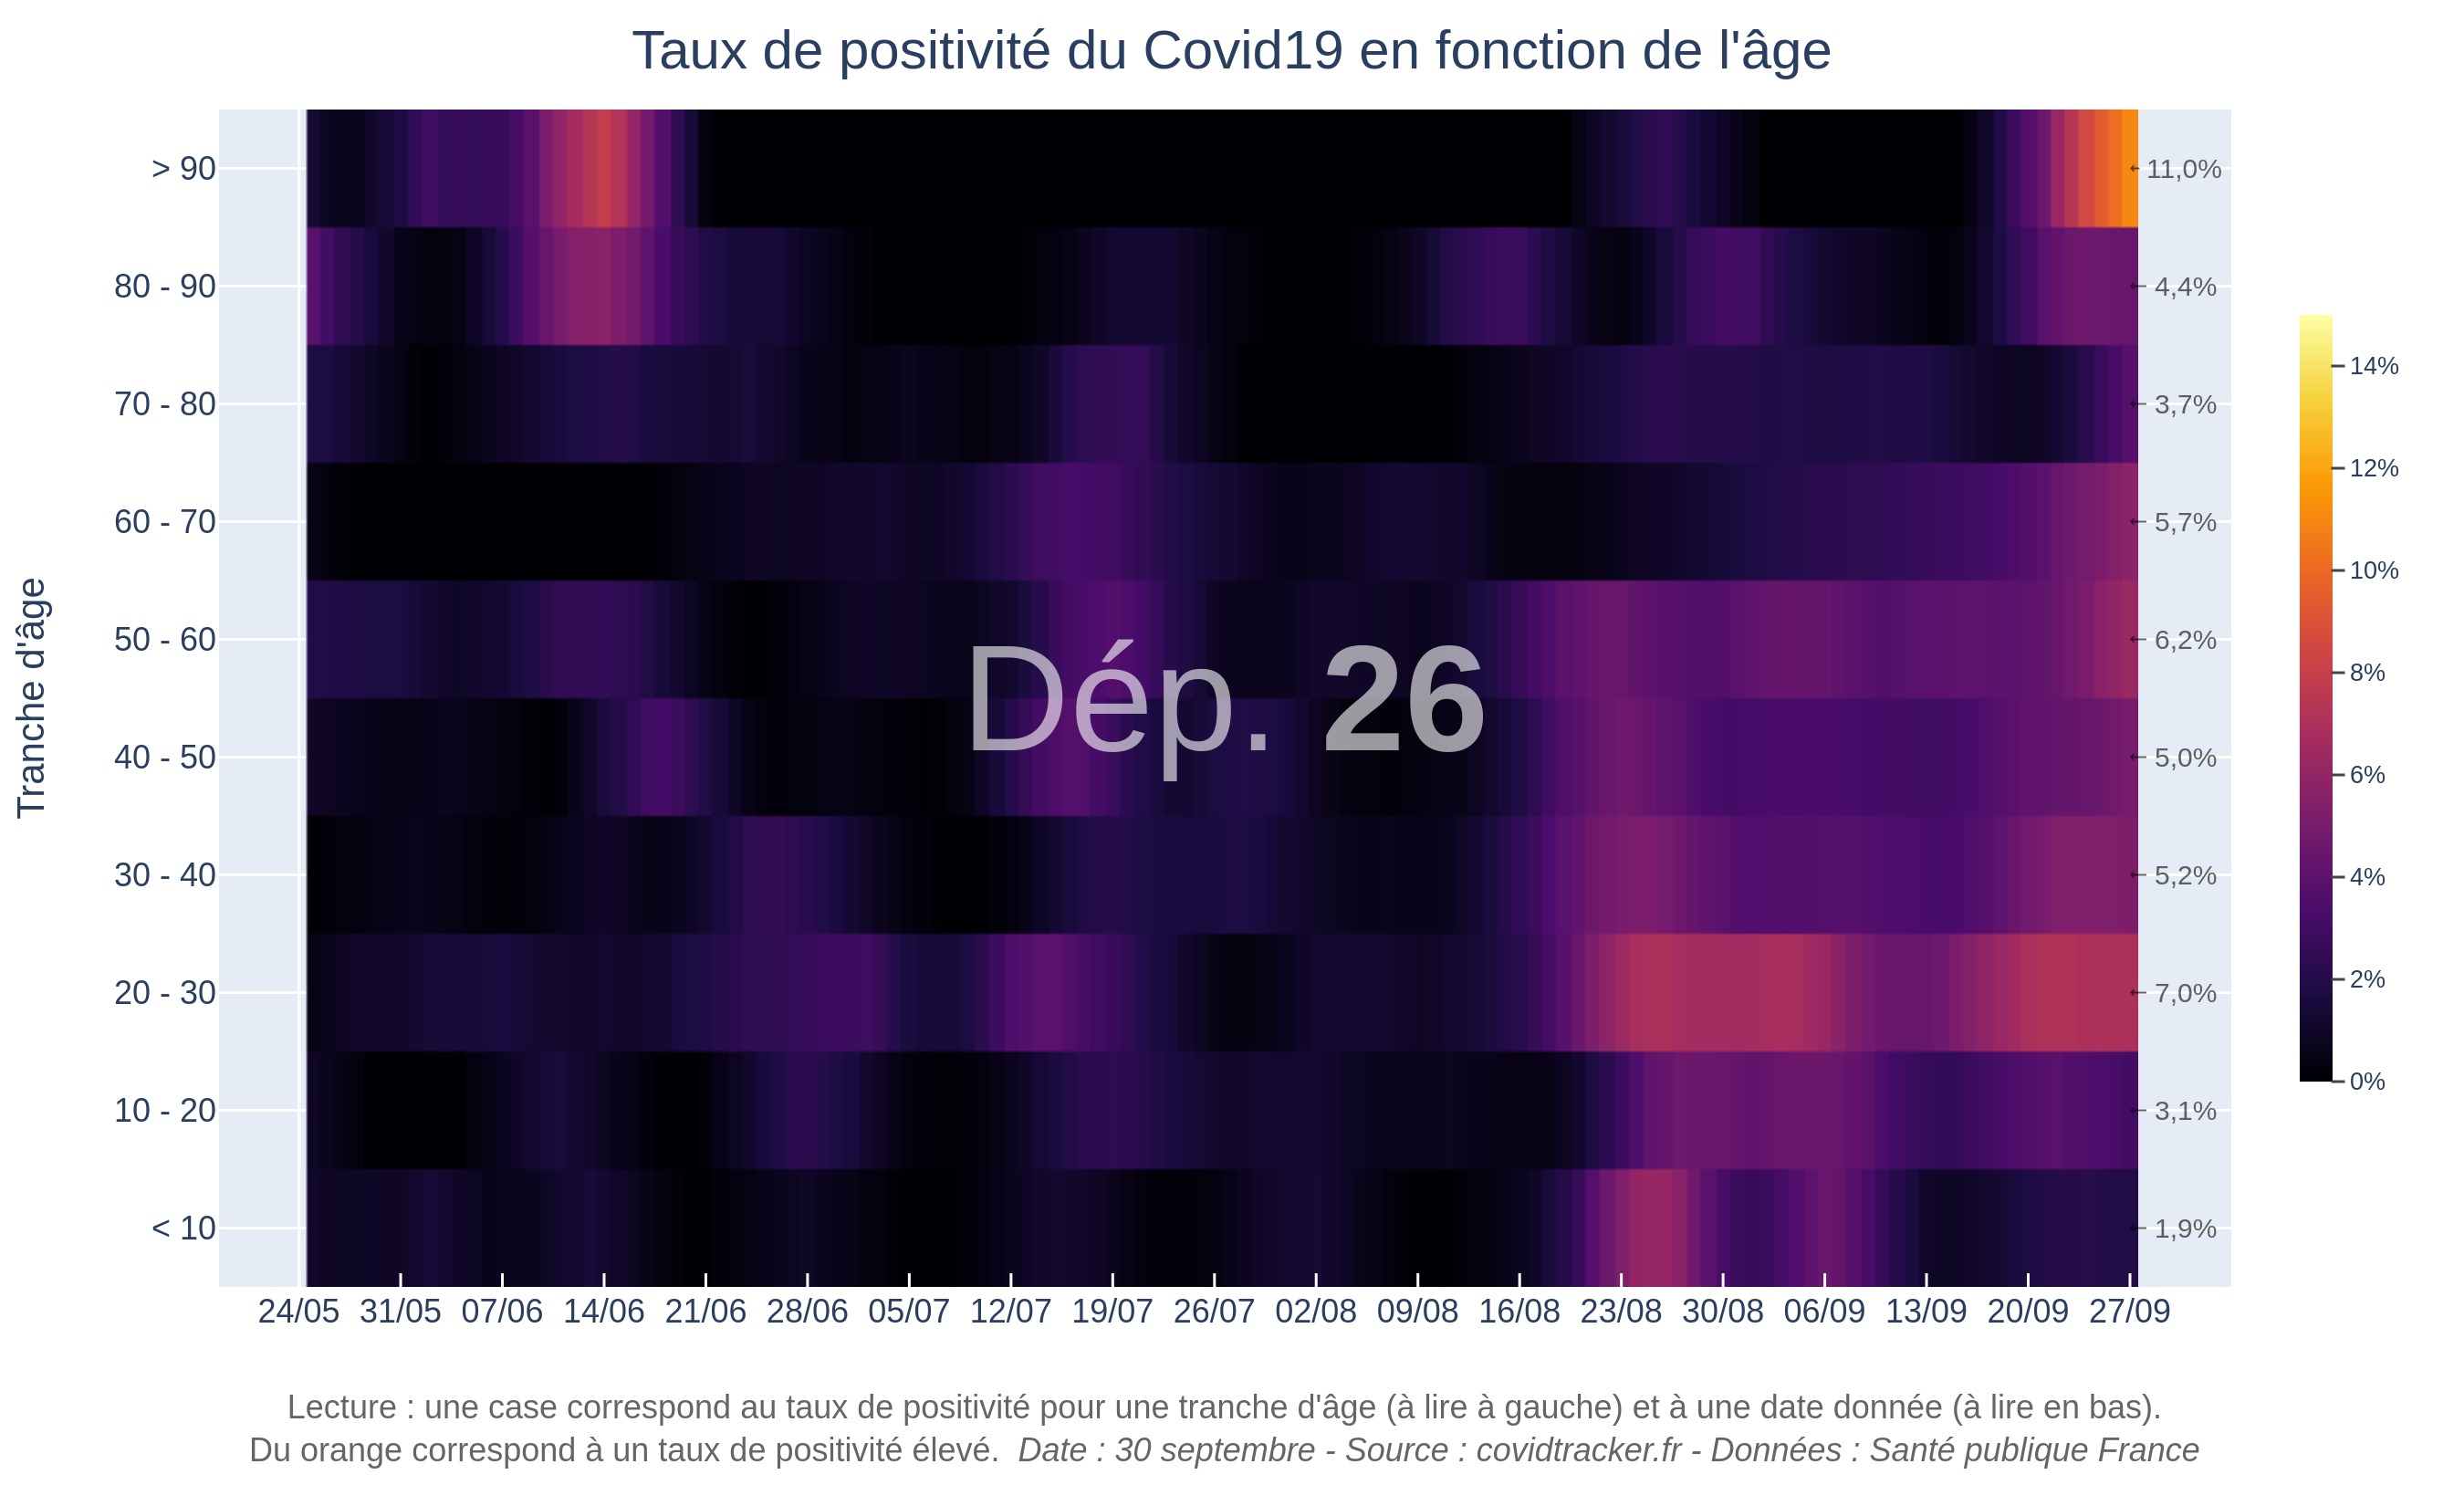 Taux de positivité du Covid19 en fonction de l'âge
Tranche d'âge
> 90
80 - 90
70 - 80
60 - 70
50 - 60
40 - 50
30 - 40
20 - 30
10 - 20
< 10
Dép. 26
11,0%
4,4%
3,7%
5,7%
6,2%
5,0%
5,2%
7,0%
3,1%
1,9%
14%
12%
10%
8%
6%
4%
2%
0%
24/05 31/05 07/06 14/06 21/06 28/06 05/07 12/07 19/07 26/07 02/08 09/08 16/08 23/08 30/08 06/09 13/09 20/09 27/09
Lecture : une case correspond au taux de positivité pour une tranche d'âge (à lire à gauche) et à une date donnée (à lire en bas).
Du orange correspond à un taux de positivité élevé. Date : 30 septembre - Source : covidtracker.fr - Données : Santé publique France